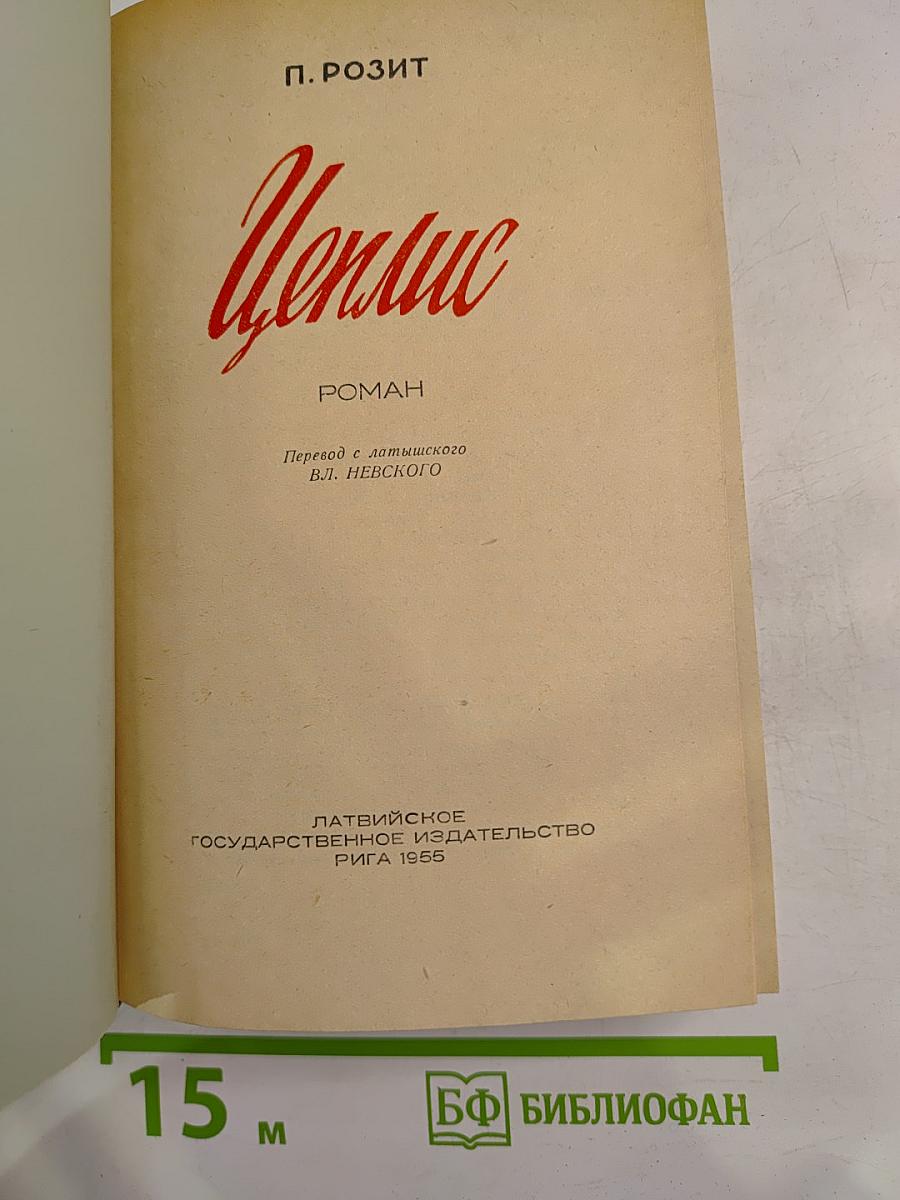 П. РОЗИТ
Цеплис
РОМАН
Перевод с латышского
ВЛ. НЕВСКОГО
ЛАТВИЙСКОЕ
ГОСУДАРСТВЕННОЕ ИЗДАТЕЛЬСТВО
РИГА 1955
15 м
БФ БИБЛИОФАН